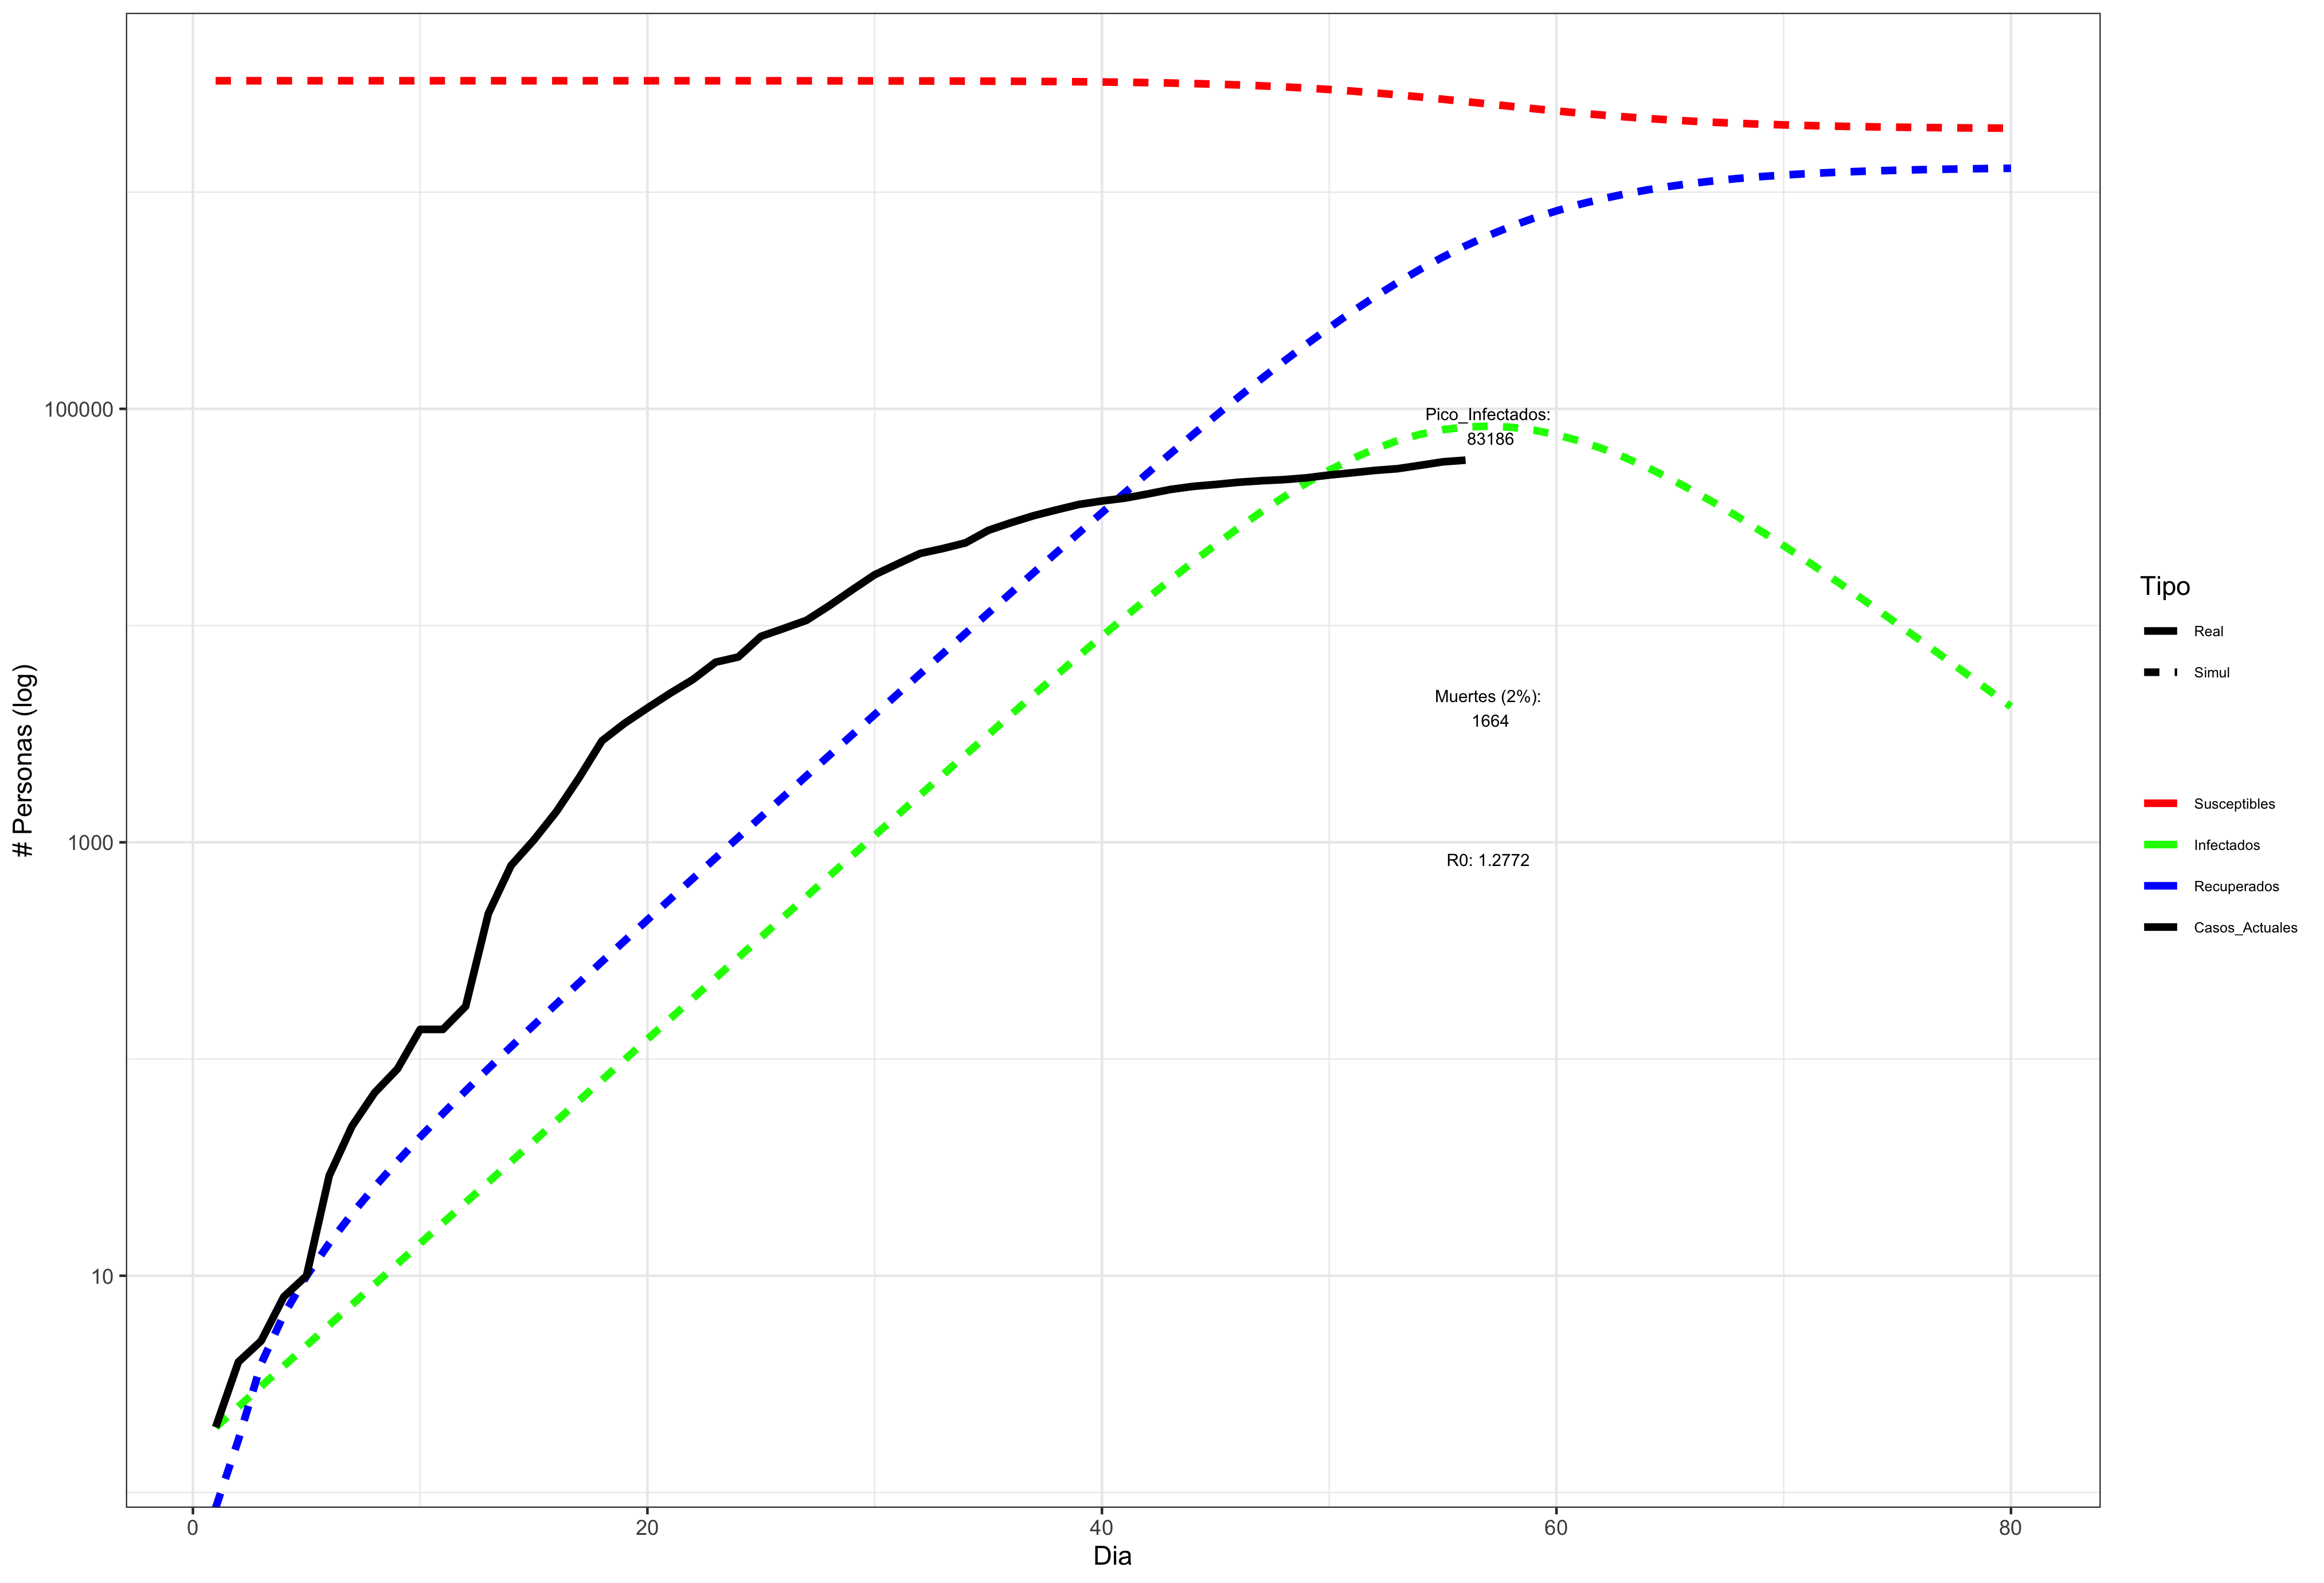 # Personas (log)
100000
1000
10
Pico_Infectados:
83186
Muertes (2%):
1664
R0: 1.2772
0
20
40
60
80
Dia
Tipo
Real
Simul
Susceptibles
Infectados
Recuperados
Casos_Actuales